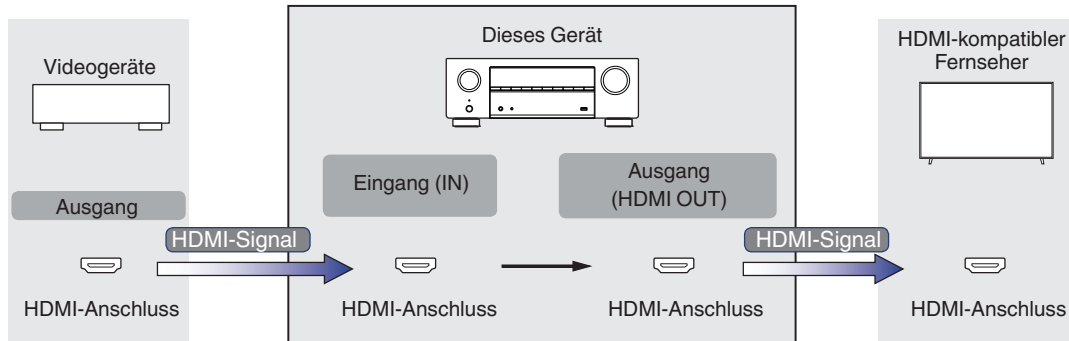 Videogeräte
Ausgang
HDMI-Signal
HDMI-Anschluss
Dieses Gerät
Eingang (IN)
Ausgang
(HDMI OUT)
HDMI-Anschluss
HDMI-Anschluss
HDMI-Signal
HDMI-kompatibler
Fernseher
HDMI-Anschluss